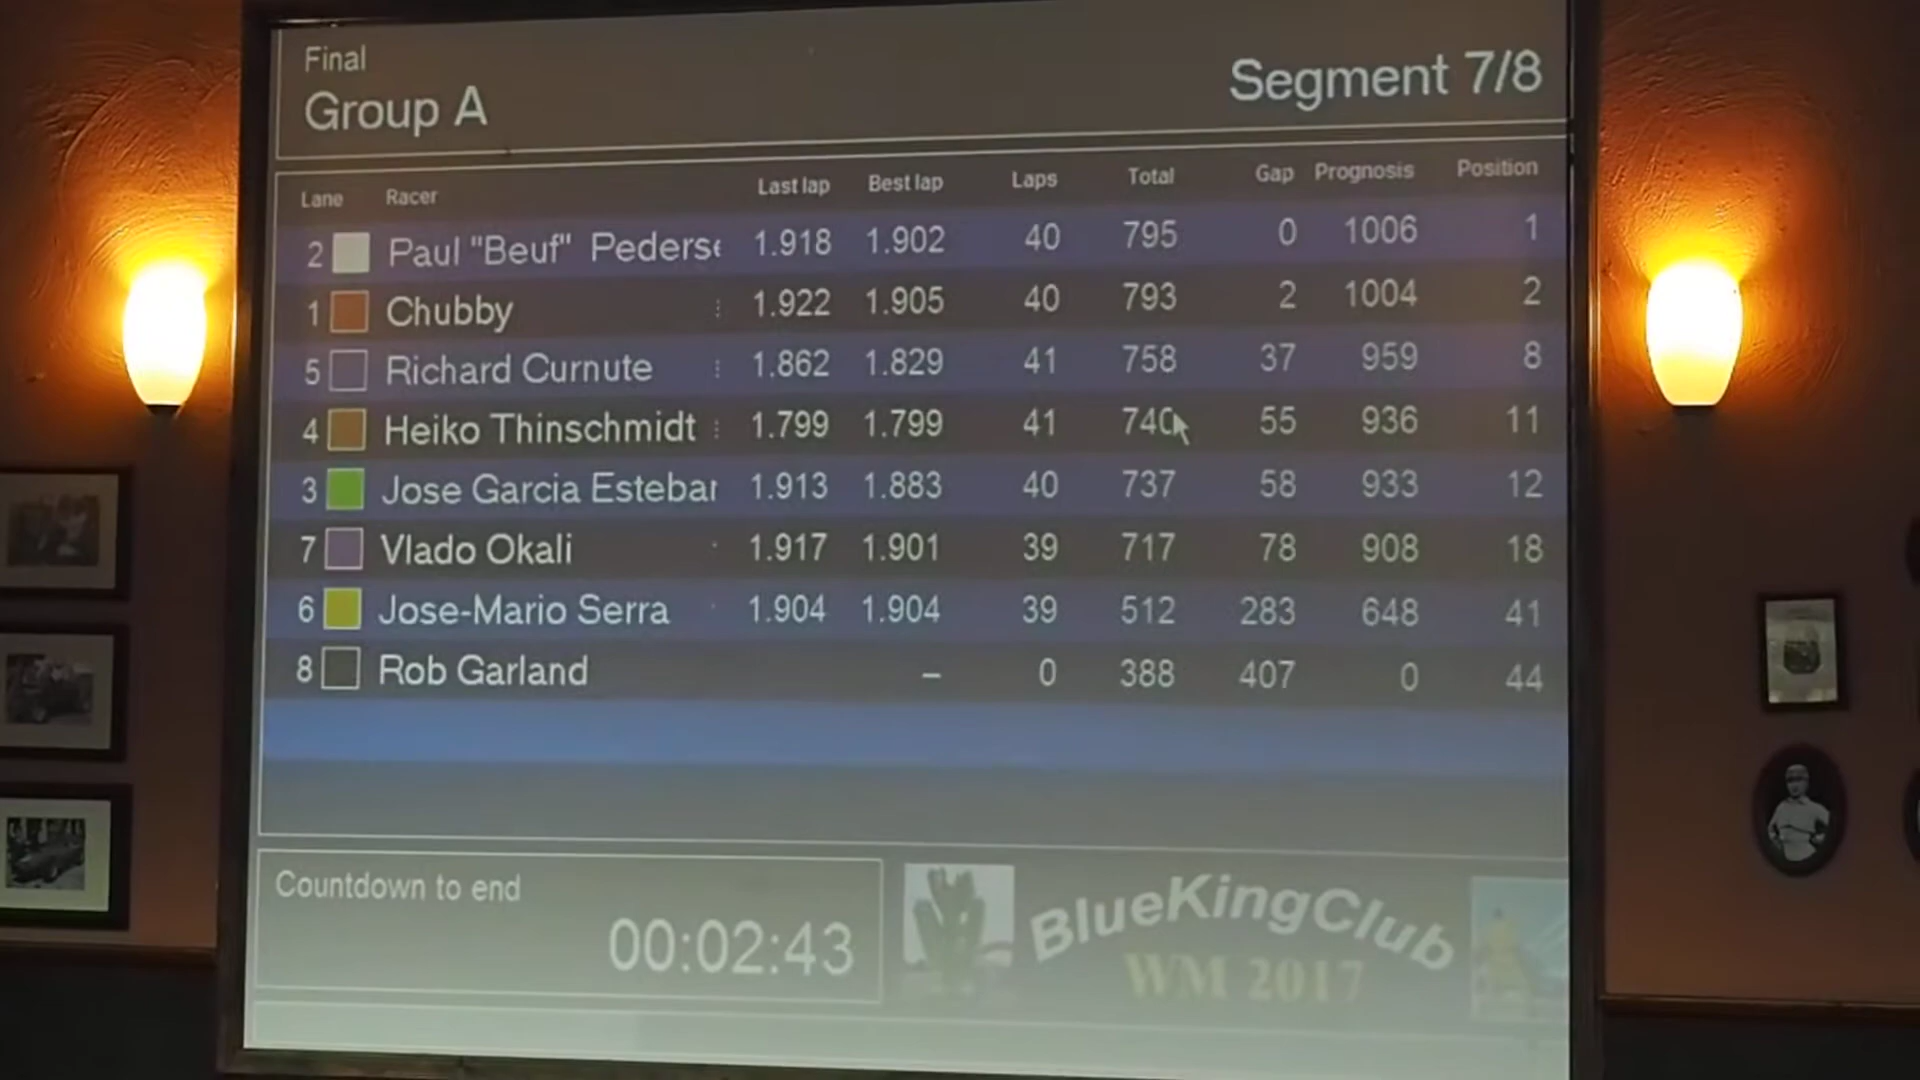 Final
Group A
Segment 7/8
Lane Racer Last lap Best lap Laps Total Gap Prognosis Position
2 Paul "Beuf" Pederse 1.918 1.902 40 795 0 1006 1
1 Chubby 1.922 1.905 40 793 2 1004 2
5 Richard Curnute 1.862 1.829 41 758 37 959 8
4 Heiko Thinschmidt 1.799 1.799 41 740 55 936 11
3 Jose Garcia Estebar 1.913 1.883 40 737 58 933 12
7 Vlado Okali 1.917 1.901 39 717 78 908 18
6 Jose-Mario Serra 1.904 1.904 39 512 283 648 41
8 Rob Garland – 0 388 407 0 44
Countdown to end
00:02:43
BlueKingClub
WM 2017